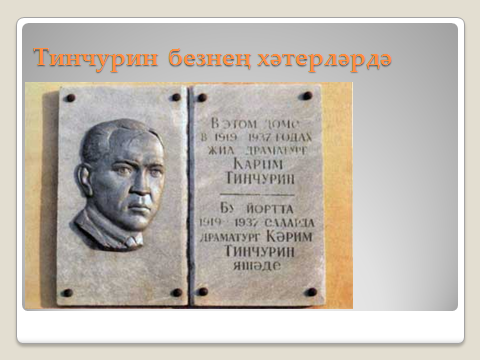 Тинчурин безнең хәтерләрдә
В ЭТОМ ДОМЕ
В 1919-1937 ГОДАХ
ЖИЛ ДРАМАТУРГ
КАРИМ
ТИНЧУРИН
БУ ЙОРТТА
1919-1937 ЕЛЛАРДА
ДРАМАТУРГ КӘРИМ
ТИНЧУРИН
ЯШӘДЕ